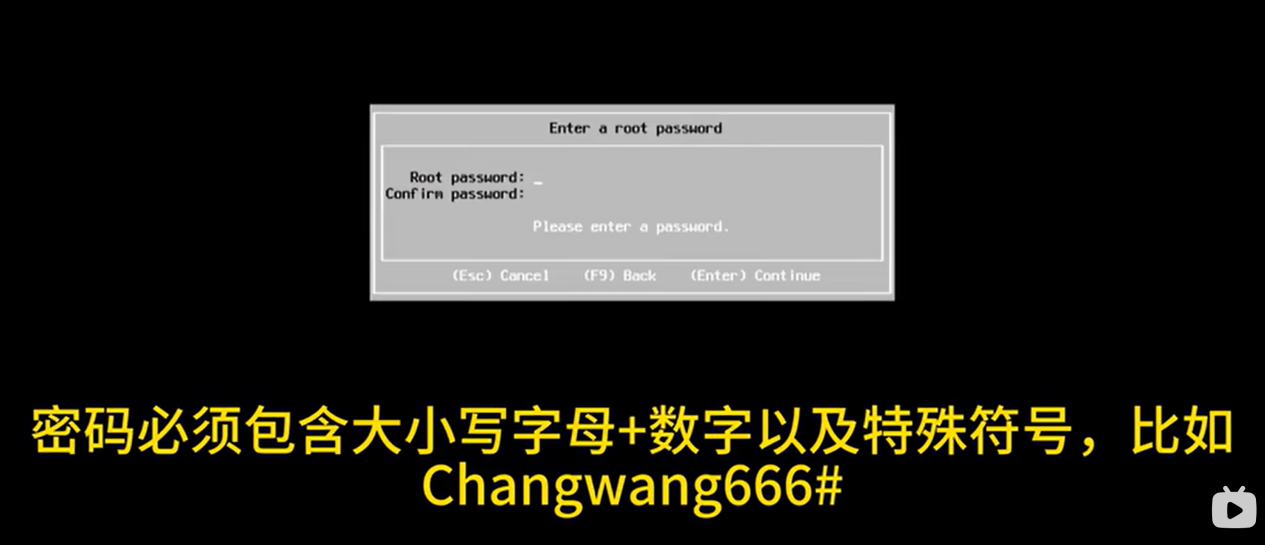 Enter a root password
Root password: _
Confirm password:
Please enter a password.
(Esc) Cancel (F9) Back (Enter) Continue
密码必须包含大小写字母+数字以及特殊符号，比如
Changwang666#